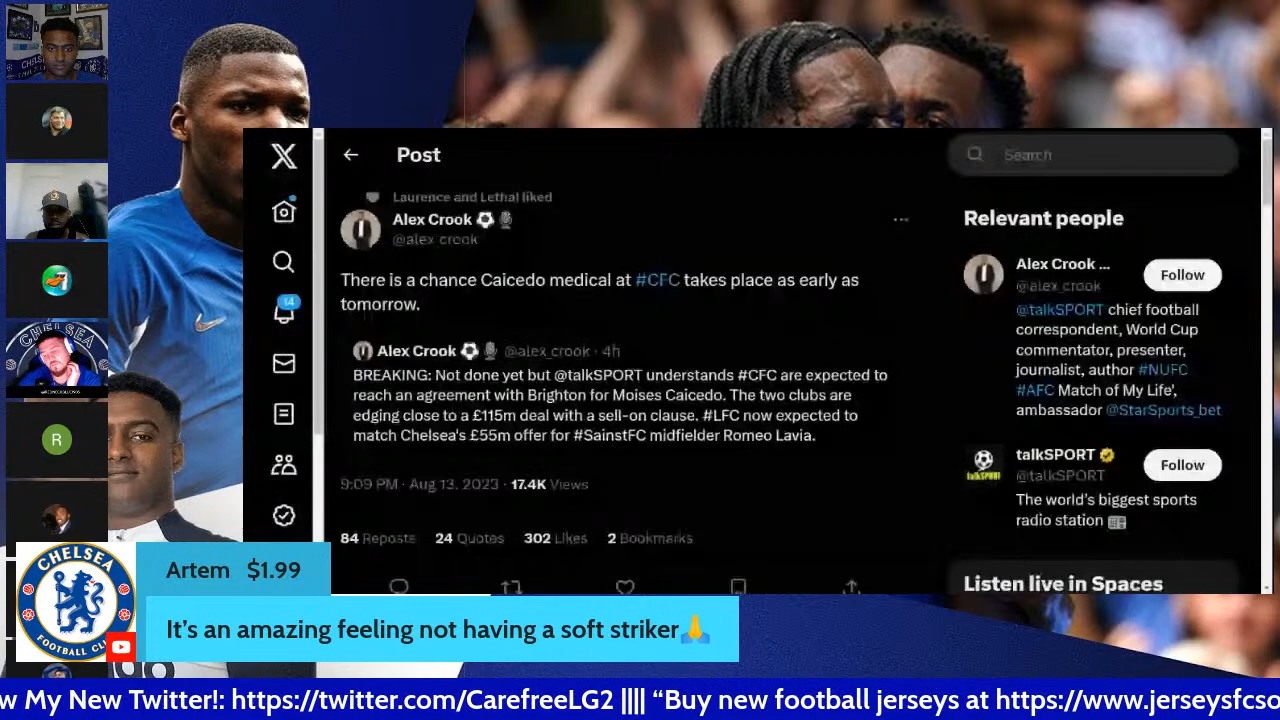 Post
Search
Laurence and Lethal liked
Alex Crook
@alex_crook
There is a chance Caicedo medical at #CFC takes place as early as
tomorrow.
Alex Crook @alex_crook · 4h
BREAKING: Not done yet but @talkSPORT understands #CFC are expected to
reach an agreement with Brighton for Moises Caicedo. The two clubs are
edging close to a £115m deal with a sell-on clause. #LFC now expected to
match Chelsea's £55m offer for #SainstFC midfielder Romeo Lavia.
9:09 PM · Aug 13, 2023 · 17.4K Views
84 Reposts 24 Quotes 302 Likes 2 Bookmarks
14
Relevant people
Alex Crook ...
@alex_crook
Follow
@talkSPORT chief football
correspondent, World Cup
commentator, presenter,
journalist, author #NUFC
#AFC Match of My Life',
ambassador @StarSports_bet
talkSPORT
@talkSPORT
Follow
The world's biggest sports
radio station
Listen live in Spaces
CHELSEA
R
CHELSEA
FOOTBALL CLU
Artem $1.99
It's an amazing feeling not having a soft striker🙏
w My New Twitter!: https://twitter.com/CarefreeLG2 |||| “Buy new football jerseys at https://www.jerseysfcso